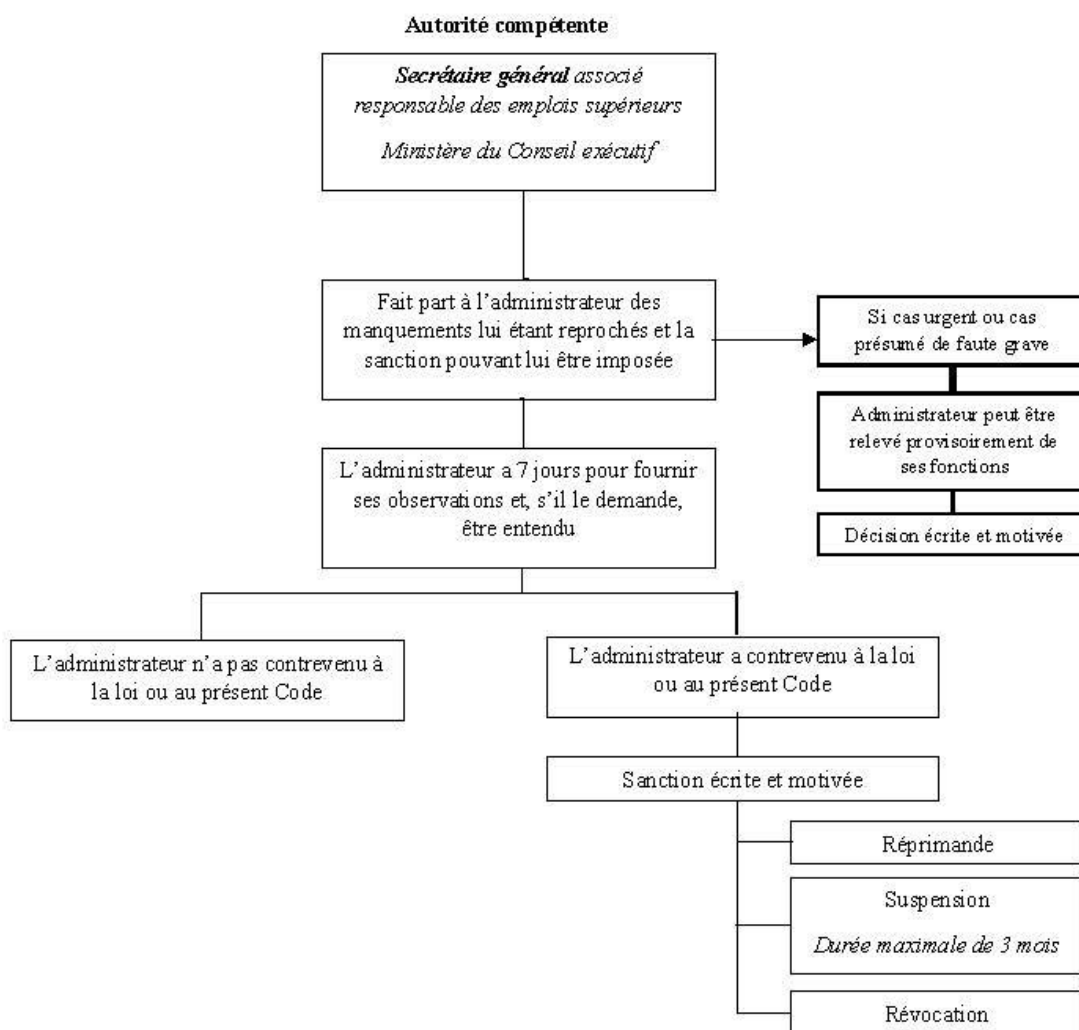 Autorité compétente
Secrétaire général associé
responsable des emplois supérieurs
Ministère du Conseil exécutif
Fait part à l'administrateur des
manquements lui étant reprochés et la
sanction pouvant lui être imposée
Si cas urgent ou cas
présumé de faute grave
Administrateur peut être
relevé provisoirement de
ses fonctions
Décision écrite et motivée
L'administrateur a 7 jours pour fournir
ses observations et, s'il le demande,
être entendu
L'administrateur n'a pas contrevenu à
la loi ou au présent Code
L'administrateur a contrevenu à la loi
ou au présent Code
Sanction écrite et motivée
Réprimande
Suspension
Durée maximale de 3 mois
Révocation